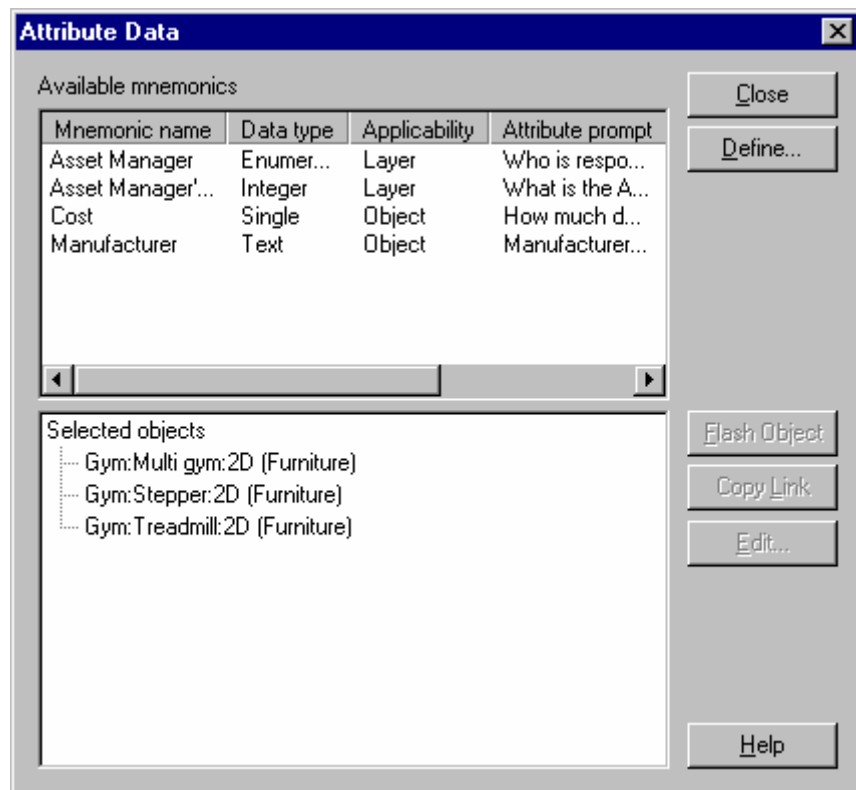 Attribute Data
Available mnemonics
Close
Mnemonic name Data type Applicability Attribute prompt
Define...
Asset Manager Enumer... Layer Who is respo...
Asset Manager'... Integer Layer What is the A...
Cost Single Object How much d...
Manufacturer Text Object Manufacturer...
Selected objects
Flash Object
Gym:Multi gym:2D (Furniture)
Copy Link
Gym:Stepper:2D (Furniture)
Gym:Treadmill:2D (Furniture)
Edit...
Help